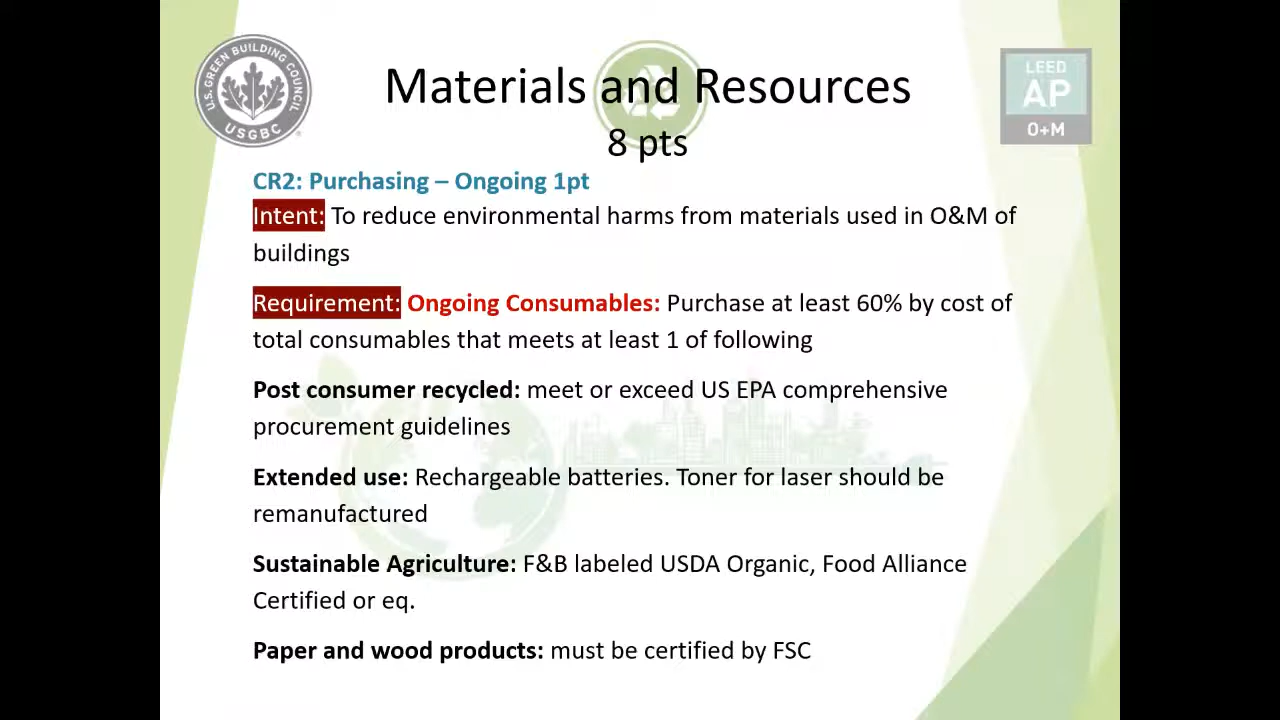 U.S. GREEN BUILDING COUNCIL
USGBC
LEED
AP
O+M
Materials and Resources
8 pts
CR2: Purchasing – Ongoing 1pt
Intent: To reduce environmental harms from materials used in O&M of
buildings
Requirement: Ongoing Consumables: Purchase at least 60% by cost of
total consumables that meets at least 1 of following
Post consumer recycled: meet or exceed US EPA comprehensive
procurement guidelines
Extended use: Rechargeable batteries. Toner for laser should be
remanufactured
Sustainable Agriculture: F&B labeled USDA Organic, Food Alliance
Certified or eq.
Paper and wood products: must be certified by FSC